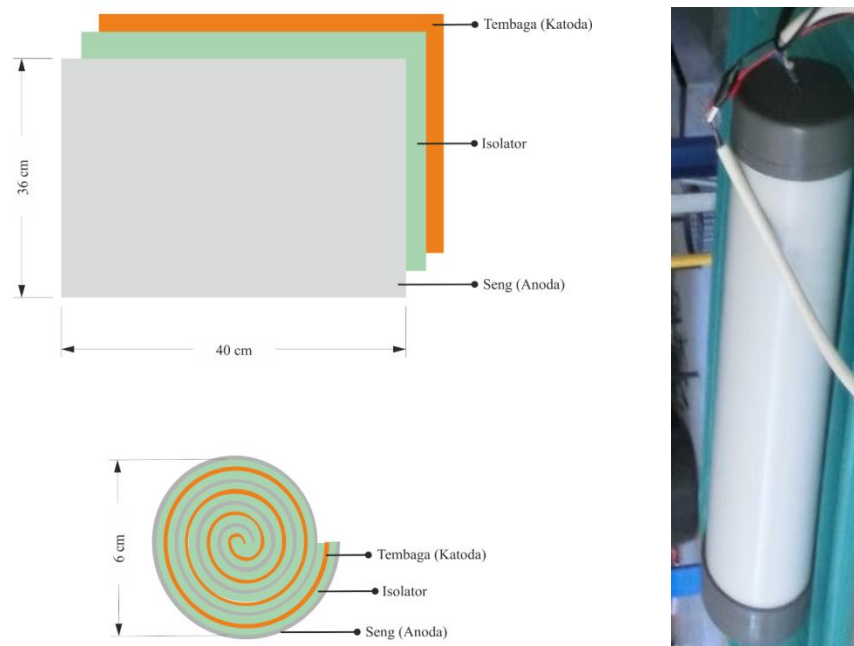 Tembaga (Katoda)
Isolator
36 cm
Seng (Anoda)
40 cm
6 cm
Tembaga (Katoda)
Isolator
Seng (Anoda)